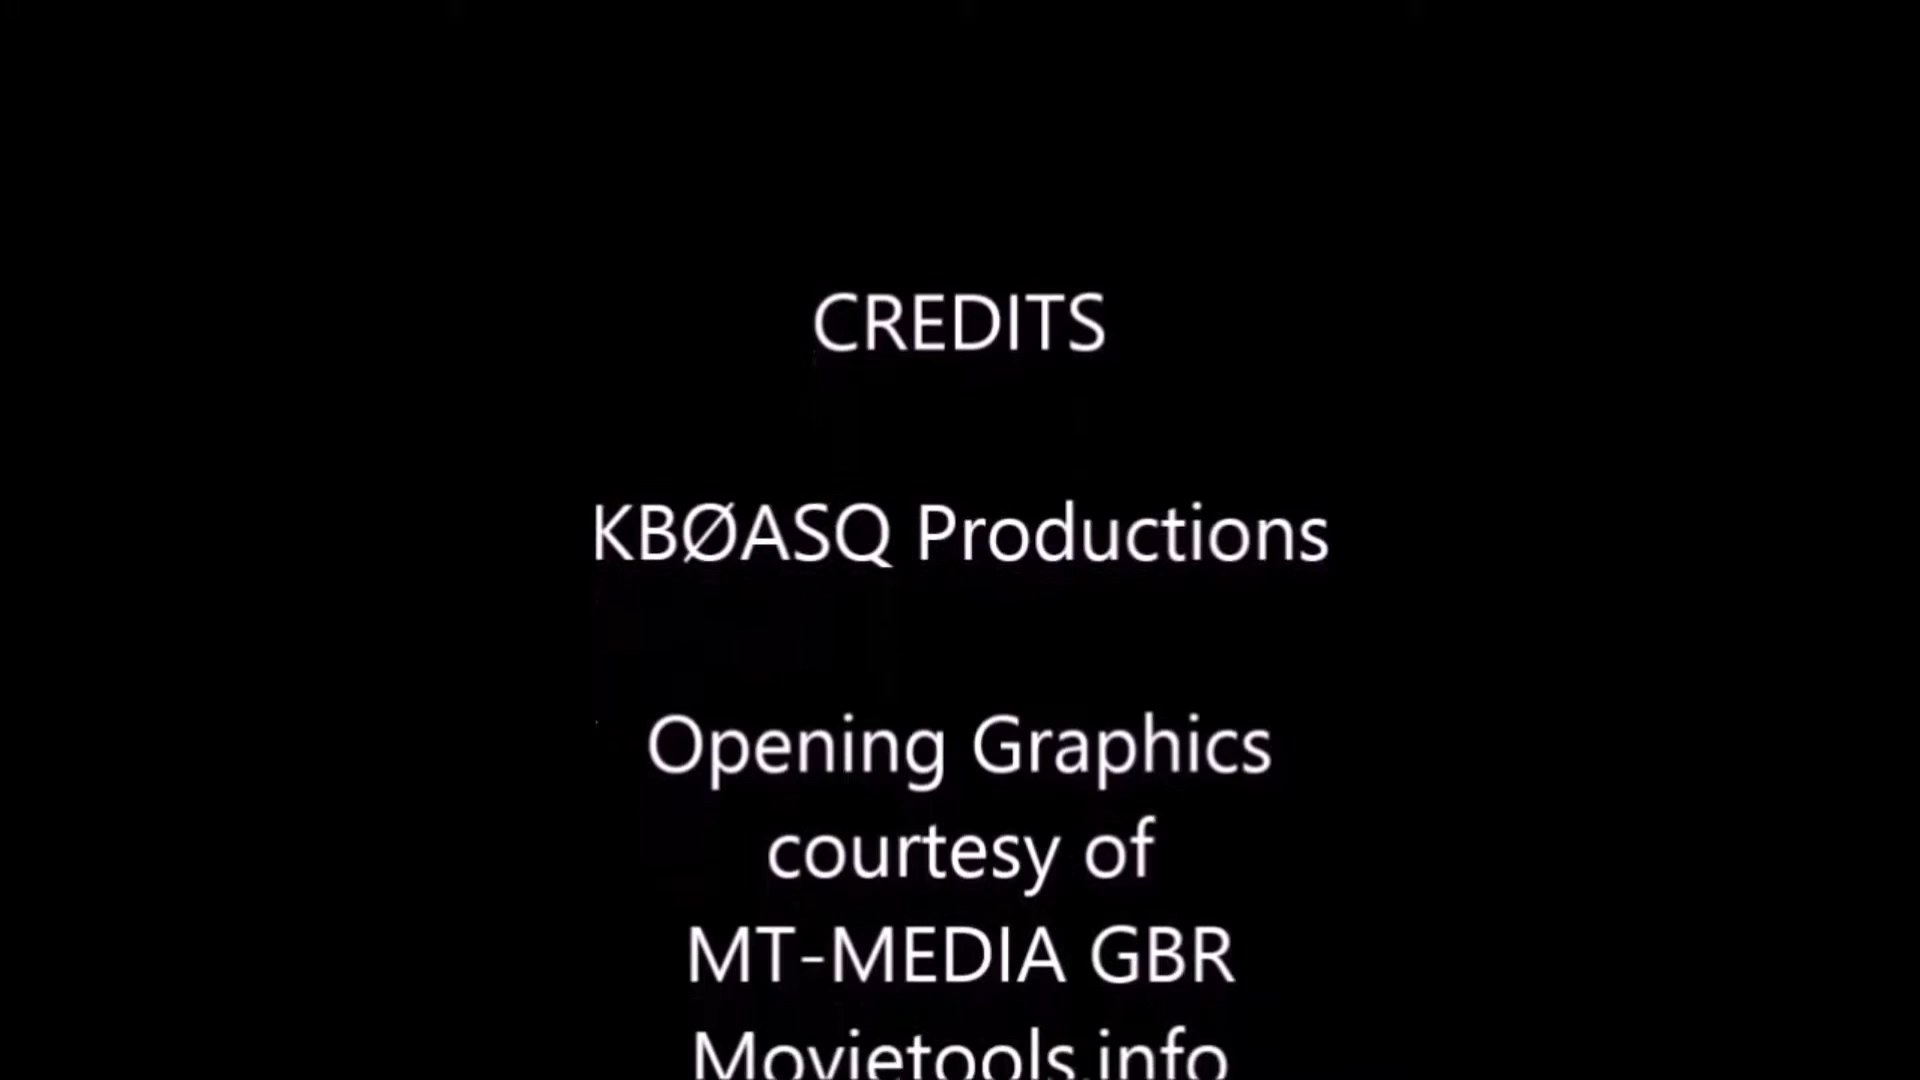 CREDITS
KBØASQ Productions
Opening Graphics
courtesy of
MT-MEDIA GBR
Movietools.info